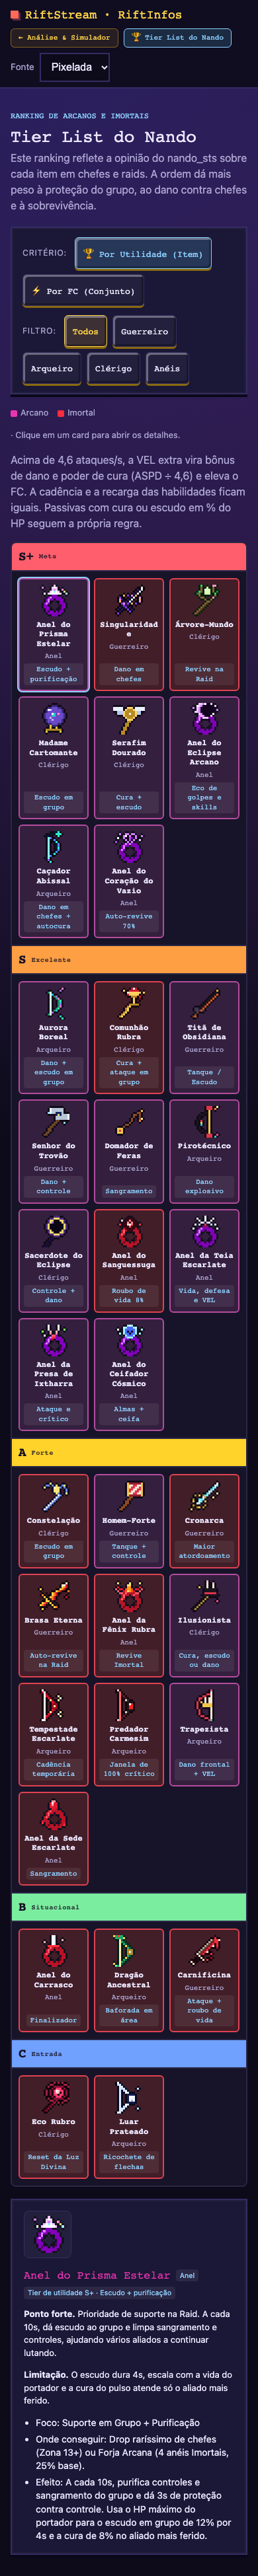 RiftStream · RiftInfos
← Análise & Simulador
🏆 Tier List do Nando
Fonte
Pixelada
RANKING DE ARCANOS E IMORTAIS
Tier List do Nando
Este ranking reflete a opinião do nando_sts sobre
cada item em chefes e raids. A ordem dá mais
peso à proteção do grupo, ao dano contra chefes
e à sobrevivência.
CRITÉRIO:
🏆 Por Utilidade (Item)
⚡ Por FC (Conjunto)
FILTRO:
Todos
Guerreiro
Arqueiro
Clérigo
Anéis
Arcano
Imortal
· Clique em um card para abrir os detalhes.
Acima de 4,6 ataques/s, a VEL extra vira bônus
de dano e poder de cura (ASPD ÷ 4,6) e eleva o
FC. A cadência e a recarga das habilidades ficam
iguais. Passivas com cura ou escudo em % do
HP seguem a própria regra.
S+ Meta
Anel do
Prisma
Estelar
Anel
Escudo +
purificação
Singularidad
e
Guerreiro
Dano em
chefes
Árvore-Mundo
Clérigo
Revive na
Raid
Madame
Cartomante
Clérigo
Escudo em
grupo
Serafim
Dourado
Clérigo
Cura +
escudo
Anel do
Eclipse
Arcano
Anel
Eco de
golpes e
skills
Caçador
Abissal
Arqueiro
Dano em
chefes +
autocura
Anel do
Coração do
Vazio
Anel
Auto-revive
70%
S Excelente
Aurora
Boreal
Arqueiro
Dano +
escudo em
grupo
Comunhão
Rubra
Clérigo
Cura +
ataque em
grupo
Titã de
Obsidiana
Guerreiro
Tanque /
Escudo
Senhor do
Trovão
Guerreiro
Dano +
controle
Domador de
Feras
Guerreiro
Sangramento
Pirotécnico
Arqueiro
Dano
explosivo
Sacerdote do
Eclipse
Clérigo
Controle +
dano
Anel do
Sanguessuga
Anel
Roubo de
vida 8%
Anel da Teia
Escarlate
Anel
Vida, defesa
e VEL
Anel da
Presa de
Ixtharra
Anel
Ataque e
crítico
Anel do
Ceifador
Cósmico
Anel
Almas +
ceifa
A Forte
Constelação
Clérigo
Escudo em
grupo
Homem-Forte
Guerreiro
Tanque +
controle
Cronarca
Guerreiro
Maior
atordoamento
Brasa Eterna
Guerreiro
Auto-revive
na Raid
Anel da
Fênix Rubra
Anel
Revive
Imortal
Ilusionista
Clérigo
Cura, escudo
ou dano
Tempestade
Escarlate
Arqueiro
Cadência
temporária
Predador
Carmesim
Arqueiro
Janela de
100% crítico
Trapezista
Arqueiro
Dano frontal
+ VEL
Anel da Sede
Escarlate
Anel
Sangramento
B Situacional
Anel do
Carrasco
Anel
Finalizador
Dragão
Ancestral
Arqueiro
Baforada em
área
Carnificina
Guerreiro
Ataque +
roubo de
vida
C Entrada
Eco Rubro
Clérigo
Reset da Luz
Divina
Luar
Prateado
Arqueiro
Ricochete de
flechas
Anel do Prisma Estelar Anel
Tier de utilidade S+ · Escudo + purificação
Ponto forte. Prioridade de suporte na Raid. A cada
10s, dá escudo ao grupo e limpa sangramento e
controles, ajudando vários aliados a continuar
lutando.
Limitação. O escudo dura 4s, escala com a vida do
portador e a cura do pulso atende só o aliado mais
ferido.
• Foco: Suporte em Grupo + Purificação
• Onde conseguir: Drop raríssimo de chefes
(Zona 13+) ou Forja Arcana (4 anéis Imortais,
25% base).
• Efeito: A cada 10s, purifica controles e
sangramento do grupo e dá 3s de proteção
contra controle. Usa o HP máximo do
portador para o escudo em grupo de 12% por
4s e a cura de 8% no aliado mais ferido.